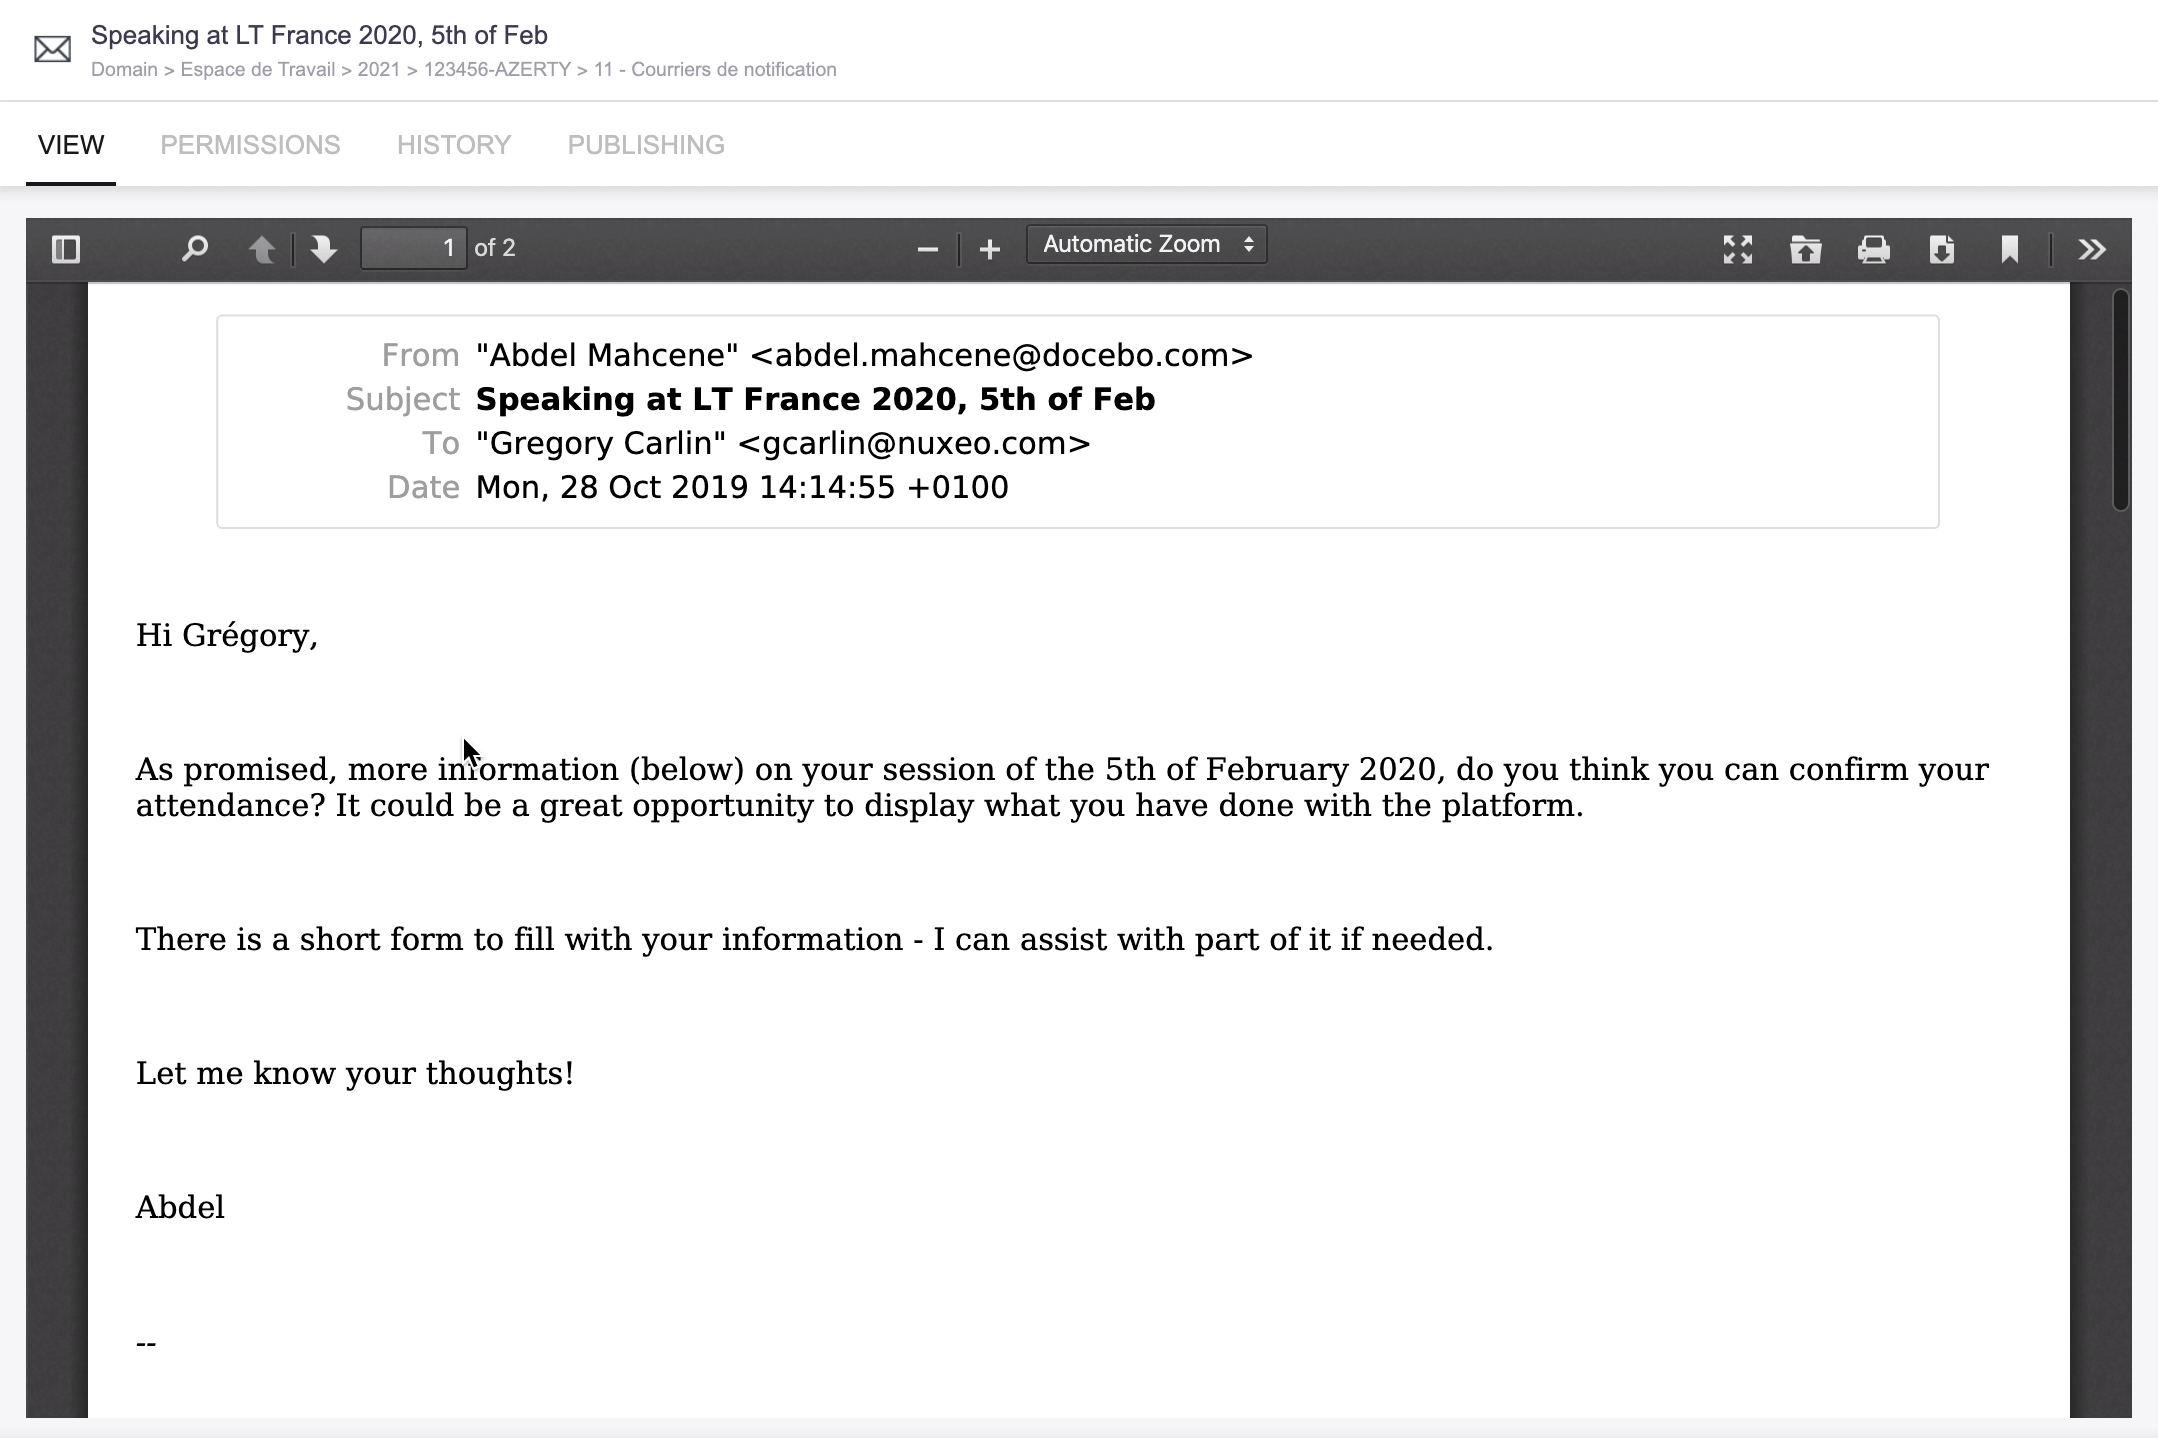 Speaking at LT France 2020, 5th of Feb
Domain > Espace de Travail > 2021 > 123456-AZERTY > 11 - Courriers de notification
VIEW PERMISSIONS HISTORY PUBLISHING
1 of 2 Automatic Zoom
From "Abdel Mahcene" <abdel.mahcene@docebo.com>
Subject Speaking at LT France 2020, 5th of Feb
To "Gregory Carlin" <gcarlin@nuxeo.com>
Date Mon, 28 Oct 2019 14:14:55 +0100
Hi Grégory,
As promised, more information (below) on your session of the 5th of February 2020, do you think you can confirm your
attendance? It could be a great opportunity to display what you have done with the platform.
There is a short form to fill with your information - I can assist with part of it if needed.
Let me know your thoughts!
Abdel
--